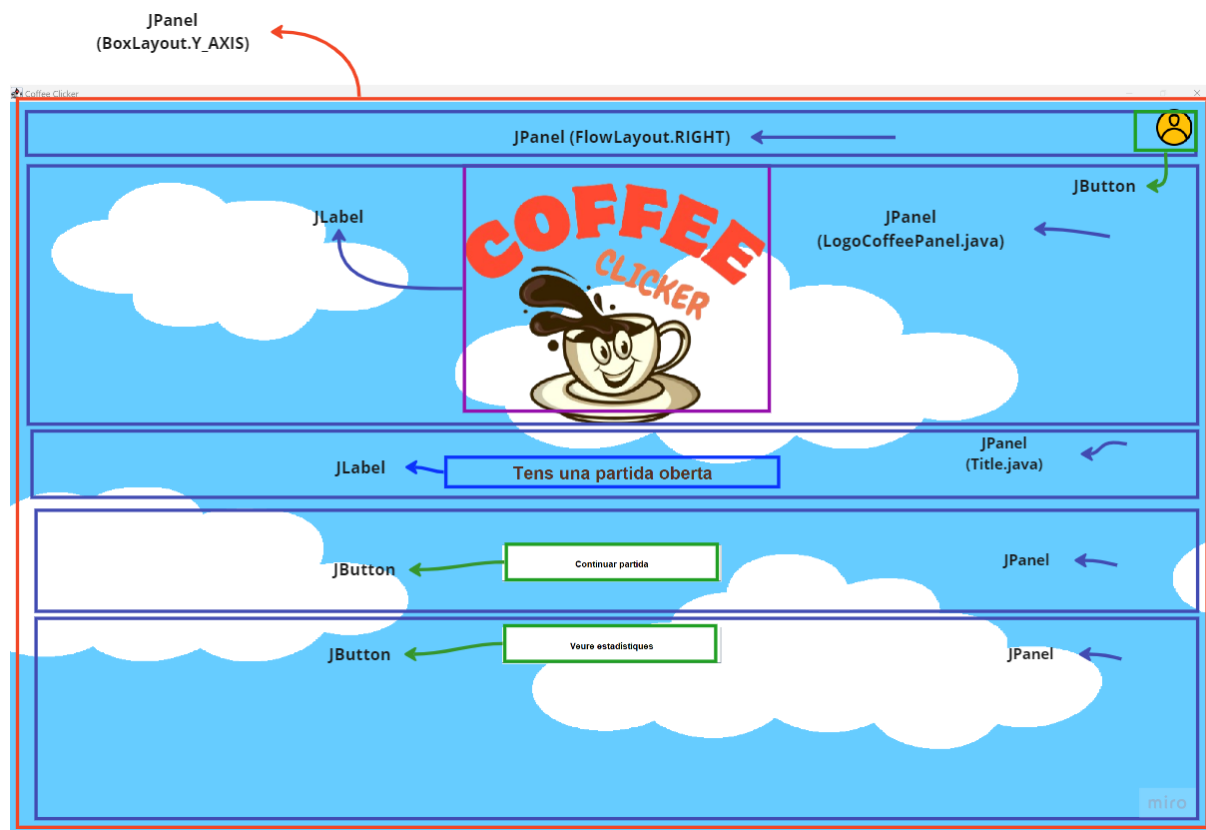 JPanel
(BoxLayout.Y_AXIS)
Coffee Clicker
JPanel (FlowLayout.RIGHT)
JButton
JLabel
JPanel
(LogoCoffeePanel.java)
COFFEE
CLICKER
JPanel
(Title.java)
JLabel
Tens una partida oberta
JButton
Continuar partida
JPanel
JButton
Veure estadístiques
JPanel
miro